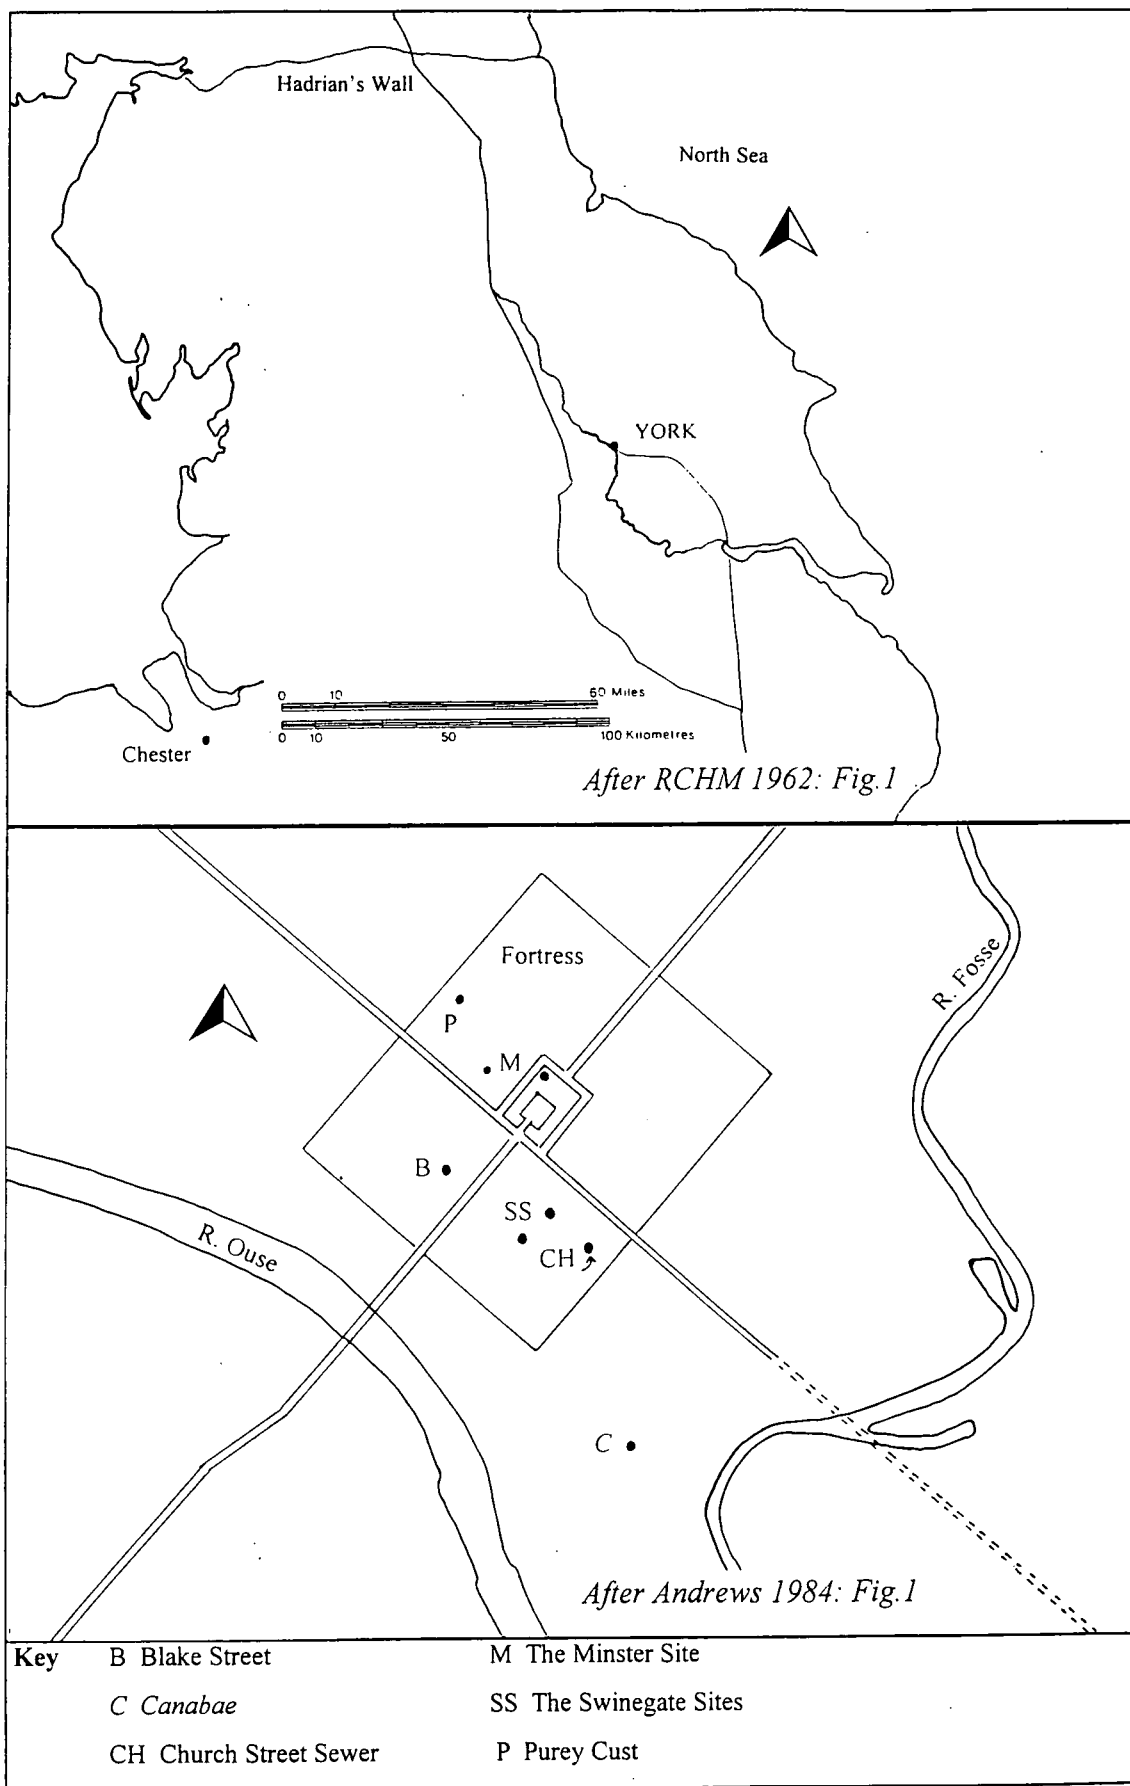 Hadrian's Wall
North Sea
YORK
0 10 60 Miles
0 10 50 100 Kilometres
Chester
After RCHM 1962: Fig.1
Fortress
R. Fosse
P
M
B
SS
R. Ouse
CH
C
After Andrews 1984: Fig.1
Key B Blake Street M The Minster Site
C Canabae SS The Swinegate Sites
CH Church Street Sewer P Purey Cust